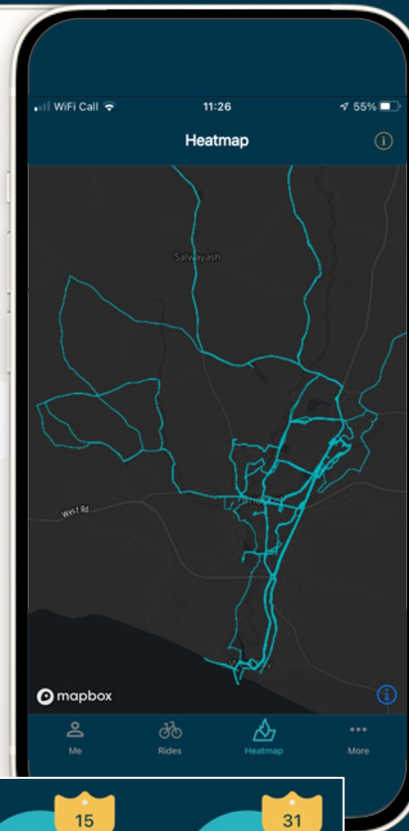 WiFi Call
11:26
55%
Heatmap
Salwayash
West Rd
mapbox
Me
Rides
Heatmap
More
15
31